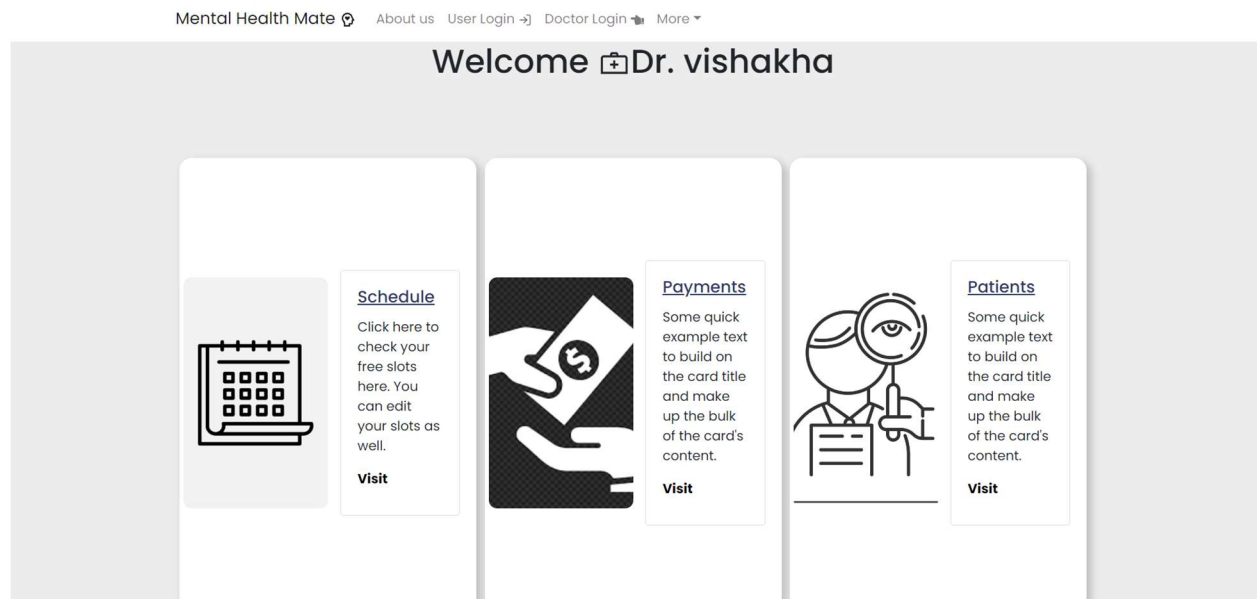 Mental Health Mate About us User Login Doctor Login More
Welcome Dr. vishakha
Schedule
Click here to
check your
free slots
here. You
can edit
your slots as
well.
Visit
$
Payments
Some quick
example text
to build on
the card title
and make
up the bulk
of the card's
content.
Visit
Patients
Some quick
example text
to build on
the card title
and make
up the bulk
of the card's
content.
Visit